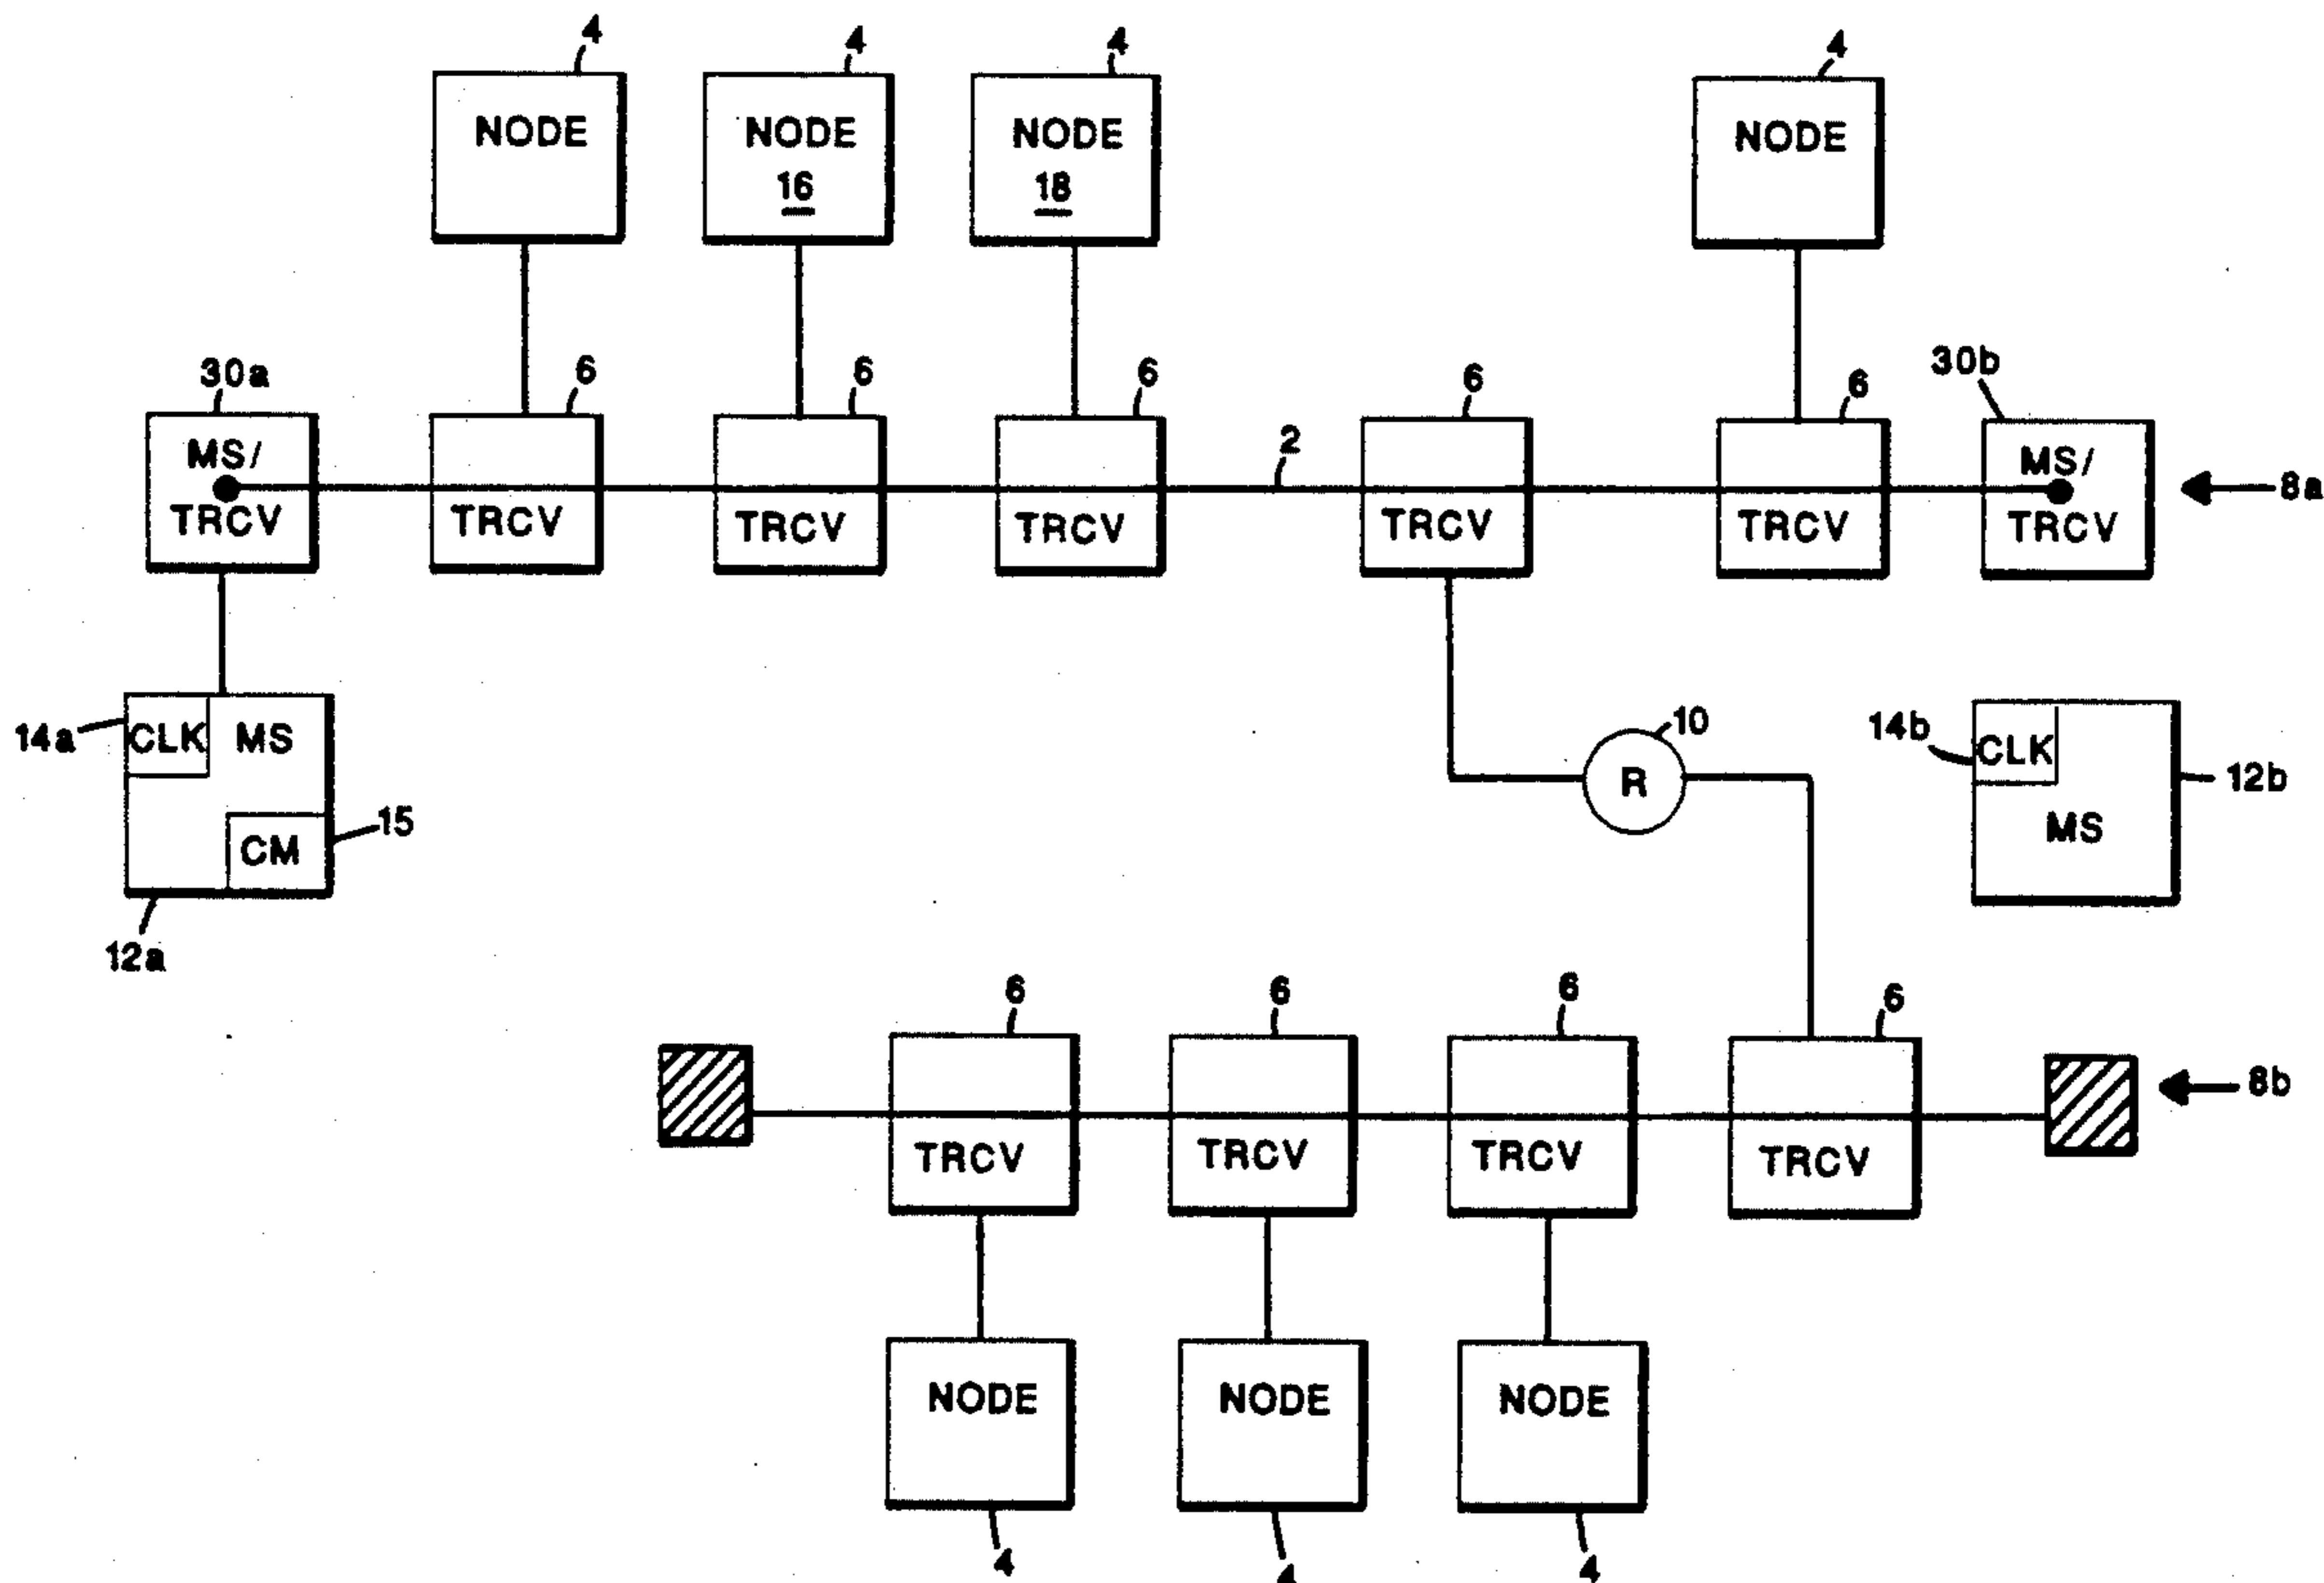 4 4 4 4
NODE NODE NODE NODE
16 18
30a 6 6 6 6 6 30b
2
MS/ MS/
8a
TRCV TRCV TRCV TRCV TRCV TRCV TRCV
14a CLK MS 10 14b CLK
R 12b
15 MS
CM
12a
6 6 6 6
8b
TRCV TRCV TRCV TRCV
NODE NODE NODE
4 4 4